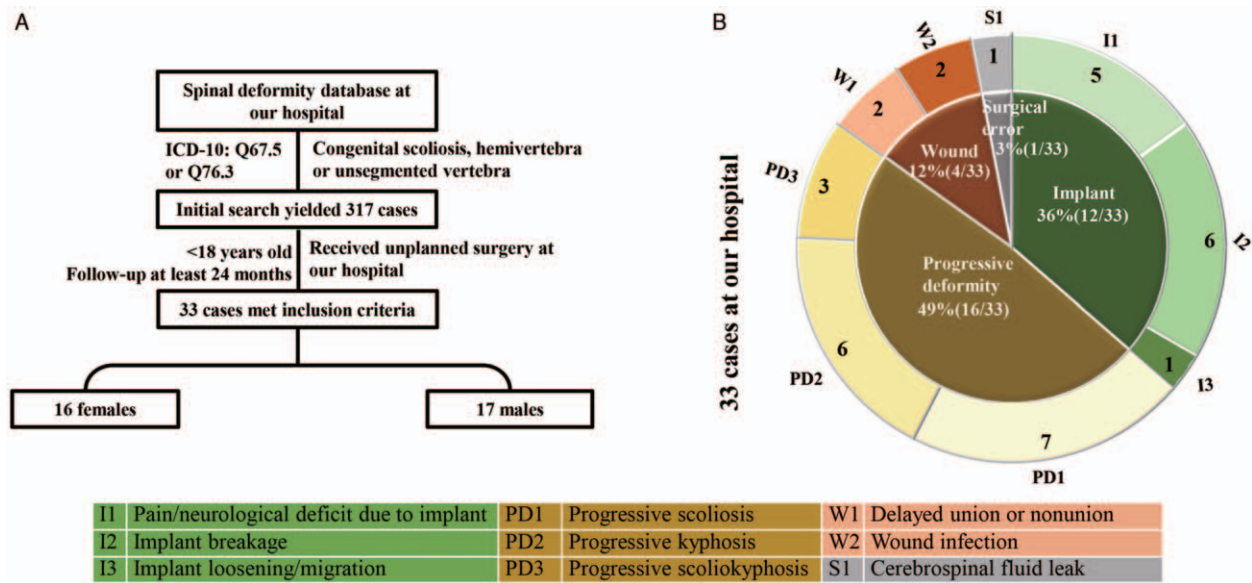 A
Spinal deformity database at
our hospital
ICD-10: Q67.5
or Q76.3
Congenital scoliosis, hemivertebra
or unsegmented vertebra
Initial search yielded 317 cases
<18 years old
Follow-up at least 24 months
Received unplanned surgery at
our hospital
33 cases met inclusion criteria
16 females
17 males
B
33 cases at our hospital
S1
1
I1
5
I2
6
I3
1
PD1
7
PD2
6
PD3
3
W1
2
W2
2
Surgical
error
3%(1/33)
Implant
36%(12/33)
Progressive
deformity
49%(16/33)
Wound
12%(4/33)
I1 Pain/neurological deficit due to implant PD1 Progressive scoliosis W1 Delayed union or nonunion
I2 Implant breakage PD2 Progressive kyphosis W2 Wound infection
I3 Implant loosening/migration PD3 Progressive scoliokyphosis S1 Cerebrospinal fluid leak